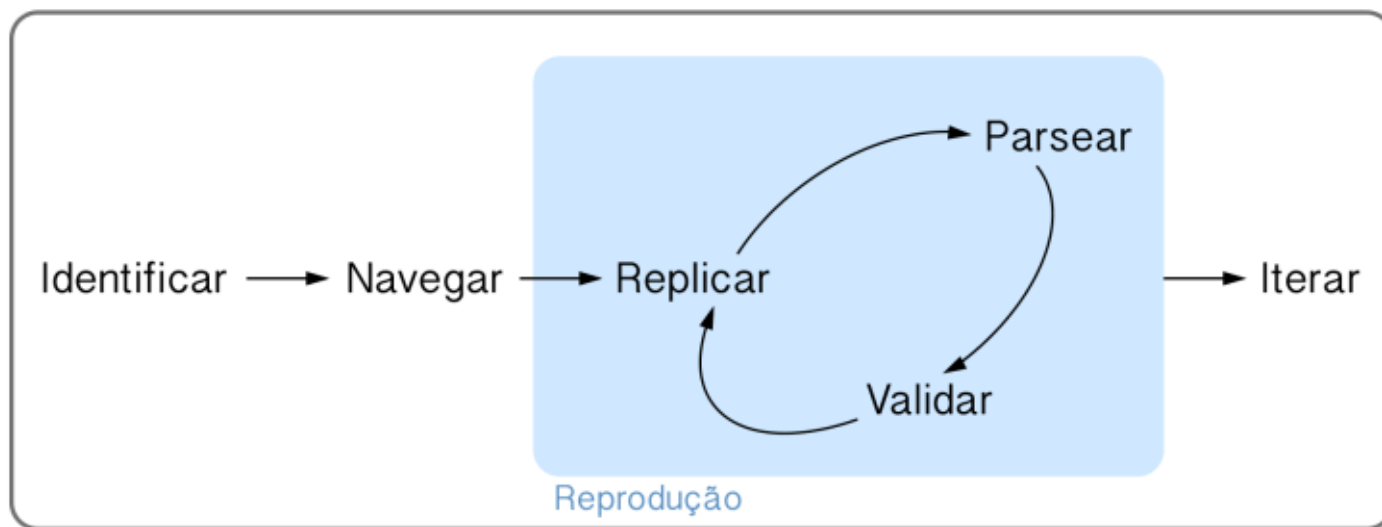 Parsear
Identificar
Navegar
Replicar
Iterar
Validar
Reprodução